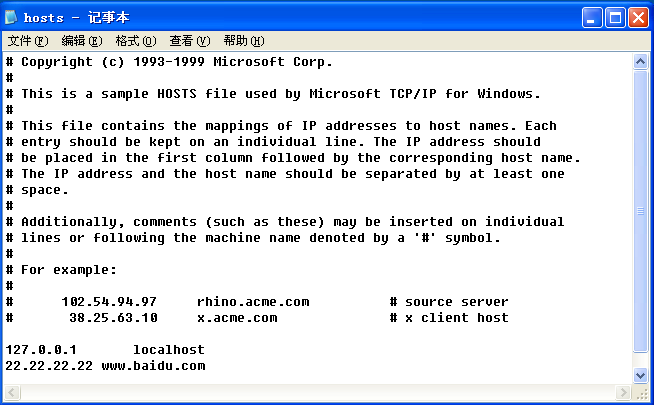 hosts - 记事本
文件(F) 编辑(E) 格式(O) 查看(V) 帮助(H)
# Copyright (c) 1993-1999 Microsoft Corp.
#
# This is a sample HOSTS file used by Microsoft TCP/IP for Windows.
#
# This file contains the mappings of IP addresses to host names. Each
# entry should be kept on an individual line. The IP address should
# be placed in the first column followed by the corresponding host name.
# The IP address and the host name should be separated by at least one
# space.
#
# Additionally, comments (such as these) may be inserted on individual
# lines or following the machine name denoted by a '#' symbol.
#
# For example:
#
#      102.54.94.97     rhino.acme.com          # source server
#       38.25.63.10     x.acme.com              # x client host

127.0.0.1       localhost
22.22.22.22 www.baidu.com